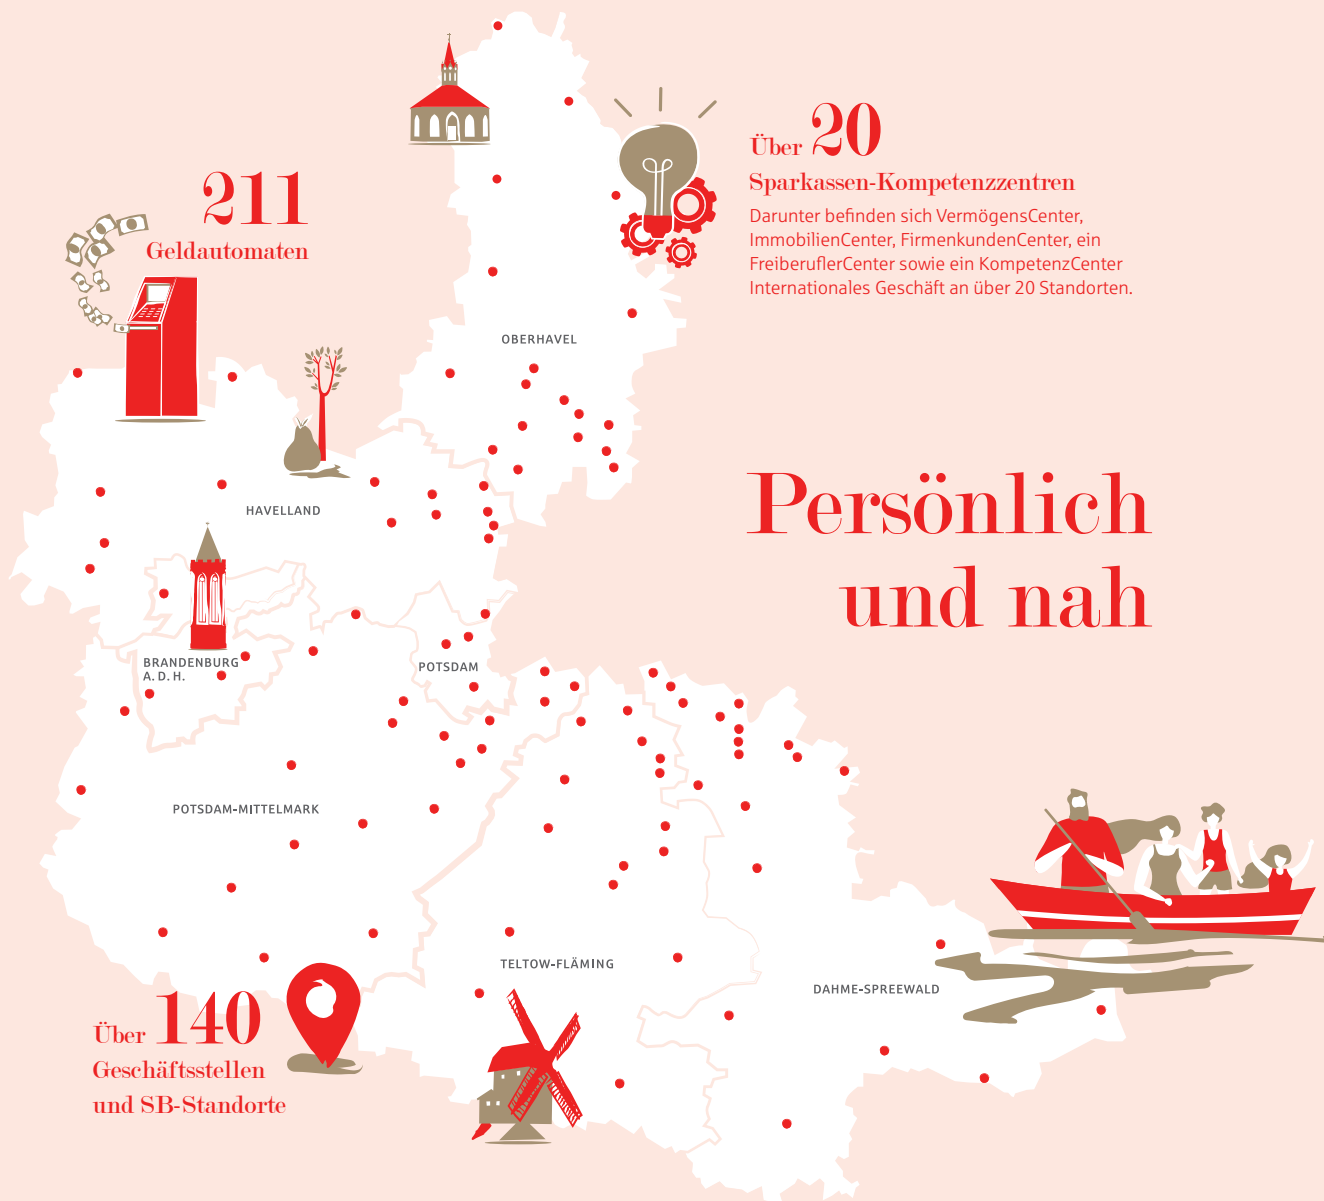 Über 20
Sparkassen-Kompetenzzentren
Darunter befinden sich VermögensCenter,
ImmobilienCenter, FirmenkundenCenter, ein
FreiberuflerCenter sowie ein KompetenzCenter
Internationales Geschäft an über 20 Standorten.
211
Geldautomaten
OBERHAVEL
HAVELLAND
Persönlich
und nah
BRANDENBURG
A. D. H.
POTSDAM
POTSDAM-MITTELMARK
TELTOW-FLÄMING
DAHME-SPREEWALD
Über 140
Geschäftsstellen
und SB-Standorte